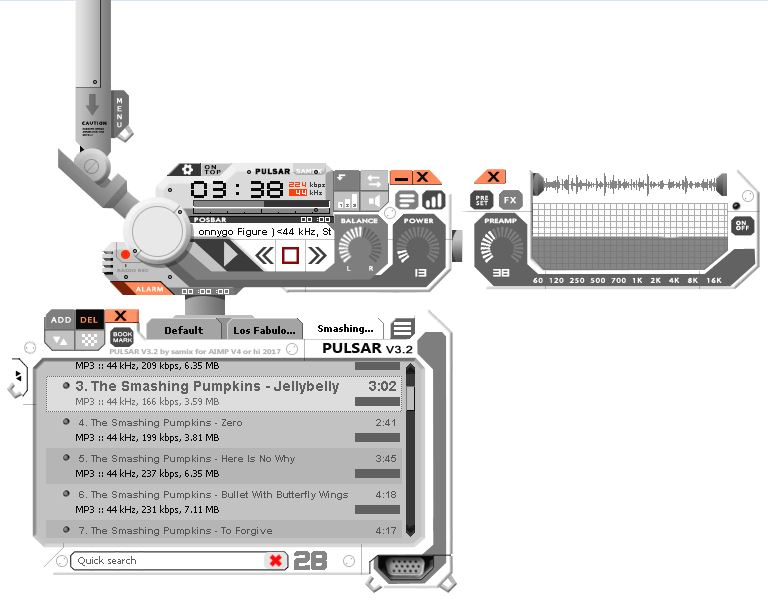 MENU
CAUTION
ON TOP
PULSAR SAMIX
03:38 224 kbps
44 kHz
POSBAR 00:00
onnygo Figure )<44 kHz, St
BALANCE
L R
POWER
13
RADIO REC
ALARM 00:00:00
PRE SET
FX
PREAMP
38
ON OFF
60 120 250 500 700 1K 2K 4K 8K 16K
ADD DEL X
BOOK MARK
Default
Los Fabulo...
Smashing...
PULSAR V3.2 by samix for AIMP V4 or hi 2017
PULSAR V3.2
MP3 :: 44 kHz, 209 kbps, 6.35 MB
3. The Smashing Pumpkins - Jellybelly 3:02
MP3 :: 44 kHz, 166 kbps, 3.59 MB
4. The Smashing Pumpkins - Zero 2:41
MP3 :: 44 kHz, 199 kbps, 3.81 MB
5. The Smashing Pumpkins - Here Is No Why 3:45
MP3 :: 44 kHz, 237 kbps, 6.35 MB
6. The Smashing Pumpkins - Bullet With Butterfly Wings 4:18
MP3 :: 44 kHz, 231 kbps, 7.11 MB
7. The Smashing Pumpkins - To Forgive 4:17
Quick search
28